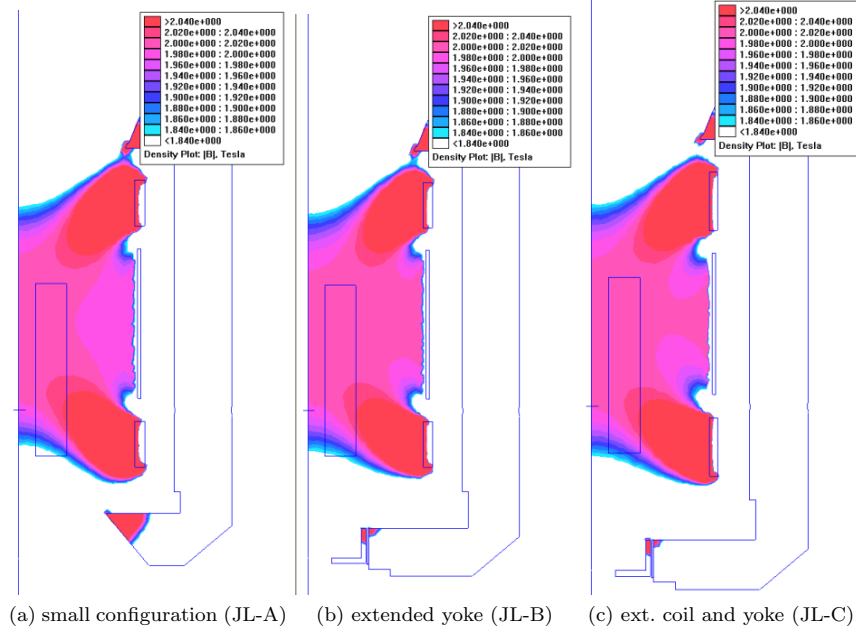 >2.040e+000
2.020e+000 : 2.040e+000
2.000e+000 : 2.020e+000
1.980e+000 : 2.000e+000
1.960e+000 : 1.980e+000
1.940e+000 : 1.960e+000
1.920e+000 : 1.940e+000
1.900e+000 : 1.920e+000
1.880e+000 : 1.900e+000
1.860e+000 : 1.880e+000
1.840e+000 : 1.860e+000
<1.840e+000
Density Plot: |B|, Tesla
>2.040e+000
2.020e+000 : 2.040e+000
2.000e+000 : 2.020e+000
1.980e+000 : 2.000e+000
1.960e+000 : 1.980e+000
1.940e+000 : 1.960e+000
1.920e+000 : 1.940e+000
1.900e+000 : 1.920e+000
1.880e+000 : 1.900e+000
1.860e+000 : 1.880e+000
1.840e+000 : 1.860e+000
<1.840e+000
Density Plot: |B|, Tesla
>2.040e+000
2.020e+000 : 2.040e+000
2.000e+000 : 2.020e+000
1.980e+000 : 2.000e+000
1.960e+000 : 1.980e+000
1.940e+000 : 1.960e+000
1.920e+000 : 1.940e+000
1.900e+000 : 1.920e+000
1.880e+000 : 1.900e+000
1.860e+000 : 1.880e+000
1.840e+000 : 1.860e+000
<1.840e+000
Density Plot: |B|, Tesla
(a) small configuration (JL-A)
(b) extended yoke (JL-B)
(c) ext. coil and yoke (JL-C)